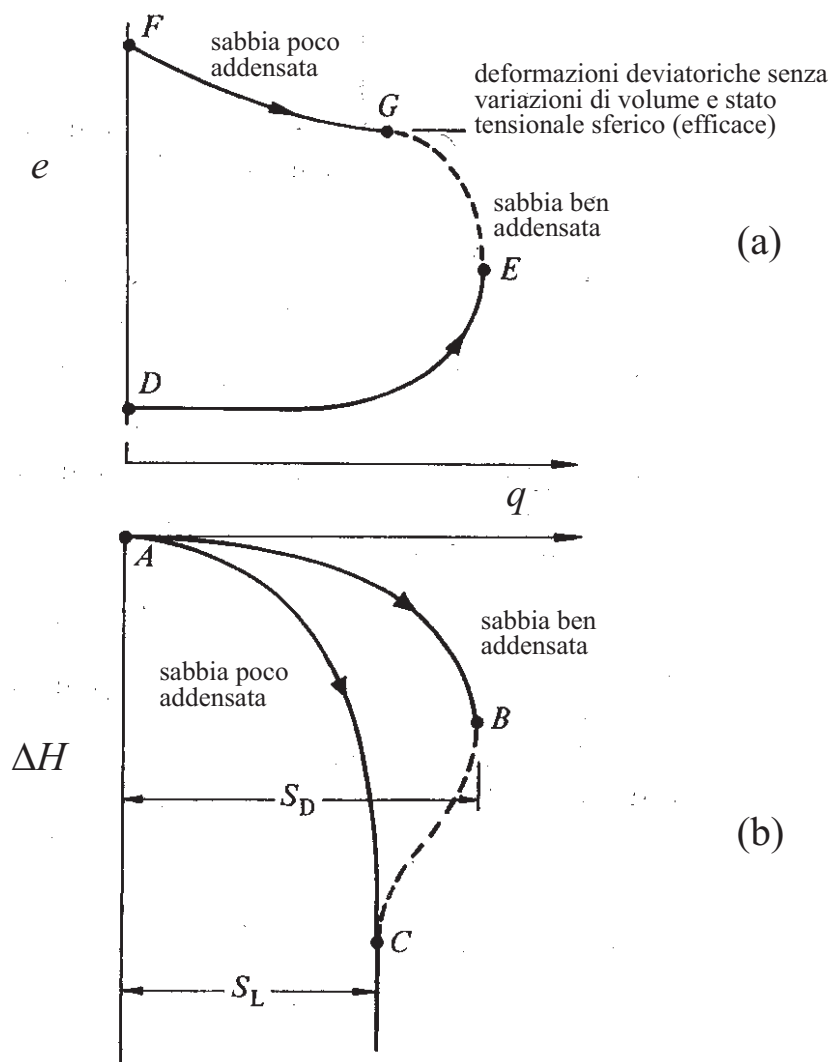 F
sabbia poco
addensata
G
deformazioni deviatoriche senza
variazioni di volume e stato
tensionale sferico (efficace)
e
sabbia ben
addensata
(a)
E
D
q
A
sabbia ben
addensata
sabbia poco
addensata
B
ΔH
S_D
(b)
C
S_L